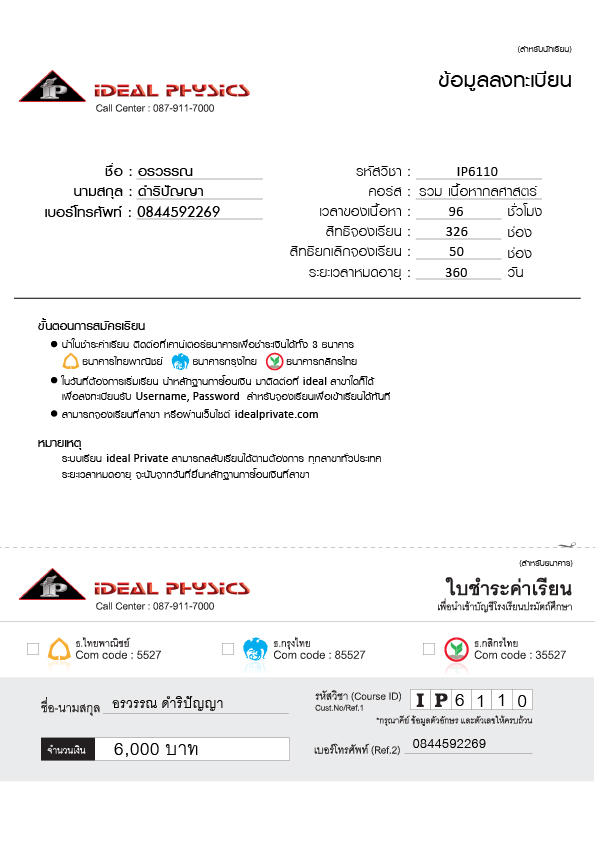 (สำหรับนักเรียน)
ข้อมูลลงทะเบียน
fP IDEAL PHYSICS
Call Center : 087-911-7000
ชื่อ : อรวรรณ
นามสกุล : ดำริปัญญา
เบอร์โทรศัพท์ : 0844592269
รหัสวิชา : IP6110
คอร์ส : รวม เนื้อหากลศาสตร์
เวลาของเนื้อหา : 96 ชั่วโมง
สิทธิจองเรียน : 326 ช่อง
สิทธิยกเลิกจองเรียน : 50 ช่อง
ระยะเวลาหมดอายุ : 360 วัน
ขั้นตอนการสมัครเรียน
● นำใบชำระค่าเรียน ติดต่อที่เคาน์เตอร์ธนาคารเพื่อชำระเงินได้ทั้ง 3 ธนาคาร
ธนาคารไทยพาณิชย์ ธนาคารกรุงไทย ธนาคารกสิกรไทย
● ในวันที่ต้องการเริ่มเรียน นำหลักฐานการโอนเงิน มาติดต่อที่ ideal สาขาใดก็ได้
เพื่อลงทะเบียนรับ Username, Password สำหรับจองเรียนเพื่อเข้าเรียนได้ทันที
● สามารถจองเรียนที่สาขา หรือผ่านเว็บไซต์ idealprivate.com
หมายเหตุ
ระบบเรียน ideal Private สามารถสลับเรียนได้ตามต้องการ ทุกสาขาทั่วประเทศ
ระยะเวลาหมดอายุ จะนับจากวันที่ยื่นหลักฐานการโอนเงินที่สาขา
(สำหรับธนาคาร)
fP IDEAL PHYSICS
Call Center : 087-911-7000
ใบชำระค่าเรียน
เพื่อนำเข้าบัญชีโรงเรียนปรมัตถ์ศึกษา
ธ.ไทยพาณิชย์
Com code : 5527
ธ.กรุงไทย
Com code : 85527
ธ.กสิกรไทย
Com code : 35527
ชื่อ-นามสกุล อรวรรณ ดำริปัญญา
รหัสวิชา (Course ID) IP6110
Cust.No/Ref.1
*กรุณาคีย์ ข้อมูลตัวอักษร และตัวเลขให้ครบถ้วน
จำนวนเงิน 6,000 บาท
เบอร์โทรศัพท์ (Ref.2) 0844592269